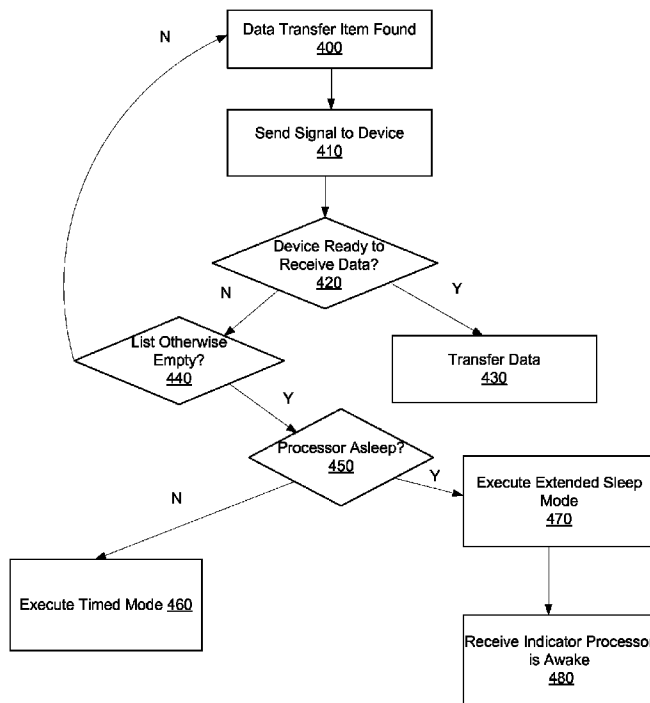 N
Data Transfer Item Found
400
Send Signal to Device
410
Device Ready to
Receive Data?
420
N
Y
List Otherwise
Empty?
440
Transfer Data
430
Y
Processor Asleep?
450
N
Y
Execute Extended Sleep
Mode
470
Execute Timed Mode 460
Receive Indicator Processor
is Awake
480